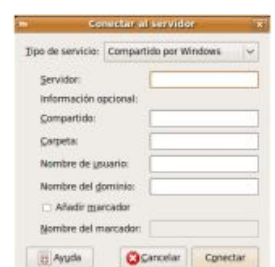 Conectar al servidor
Tipo de servicio: Compartido por Windows
Servidor:
Información opcional:
Compartido:
Carpeta:
Nombre de usuario:
Nombre del dominio:
Añadir marcador
Nombre del marcador:
Ayuda Cancelar Conectar